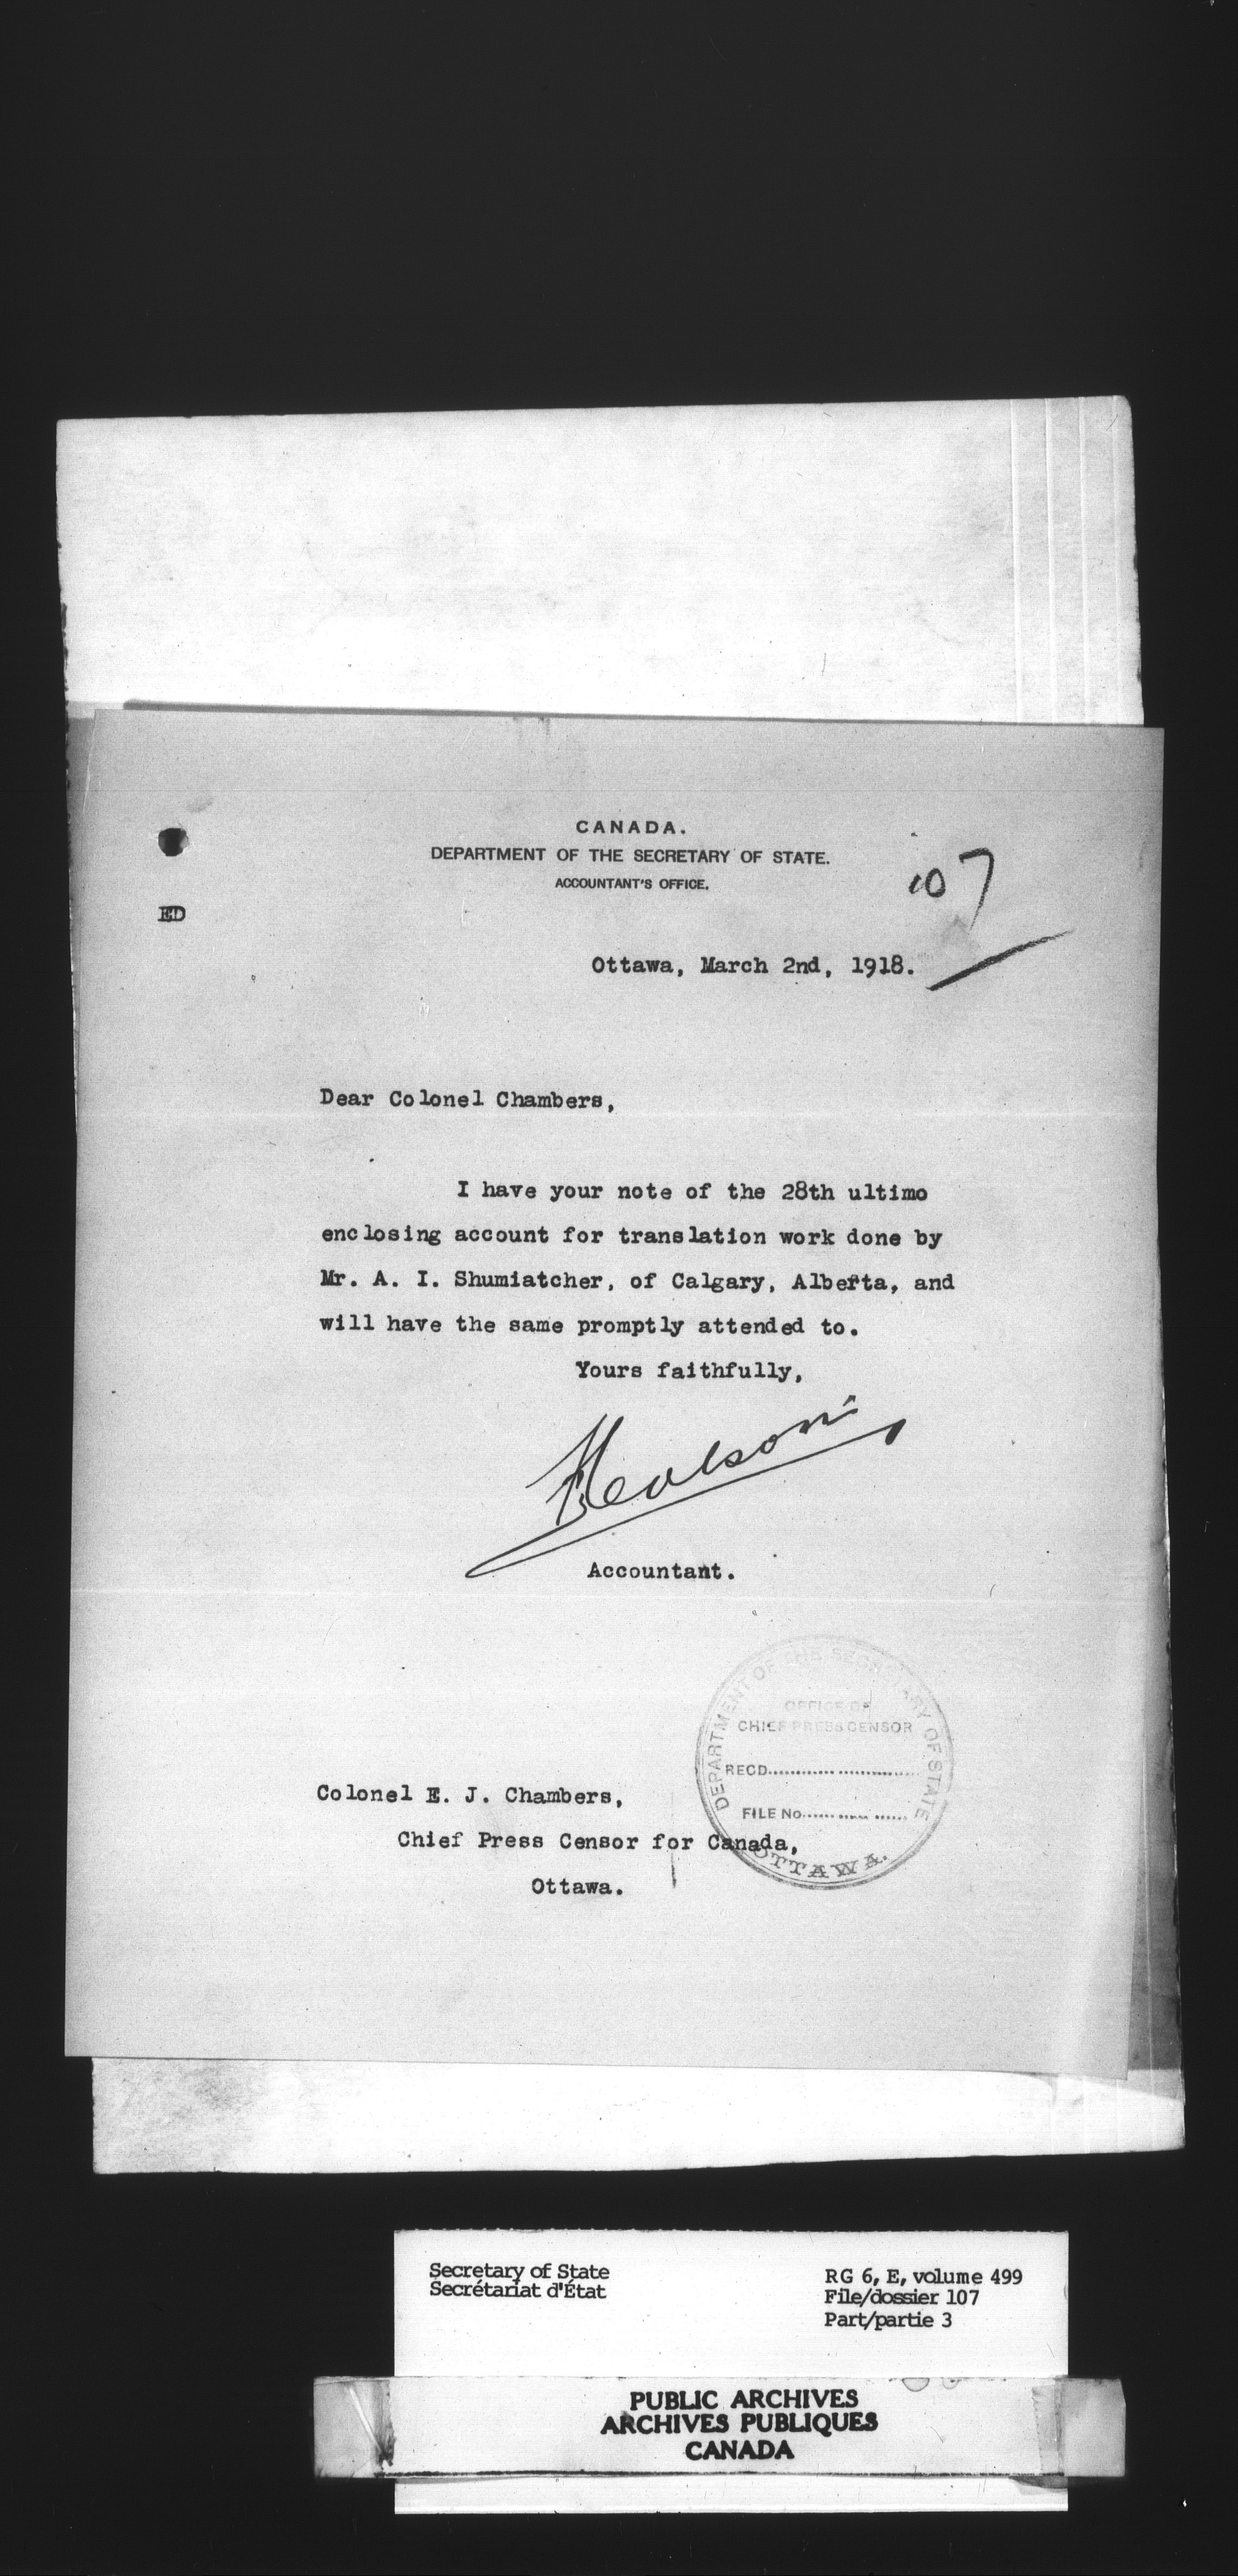 CANADA.
DEPARTMENT OF THE SECRETARY OF STATE.
ACCOUNTANT'S OFFICE.
107
ED
Ottawa, March 2nd, 1918.
Dear Colonel Chambers,
I have your note of the 28th ultimo
enclosing account for translation work done by
Mr. A. I. Shumiatcher, of Calgary, Alberta, and
will have the same promptly attended to.
Yours faithfully,
Accountant.
DEPARTMENT OF THE SECRETARY OF STATE
OFFICE OF
CHIEF PRESS CENSOR
RECD..............................
FILE No....................
OTTAWA.
Colonel E. J. Chambers,
Chief Press Censor for Canada,
Ottawa.
Secretary of State
Secrétariat d'État
RG 6, E, volume 499
File/dossier 107
Part/partie 3
PUBLIC ARCHIVES
ARCHIVES PUBLIQUES
CANADA